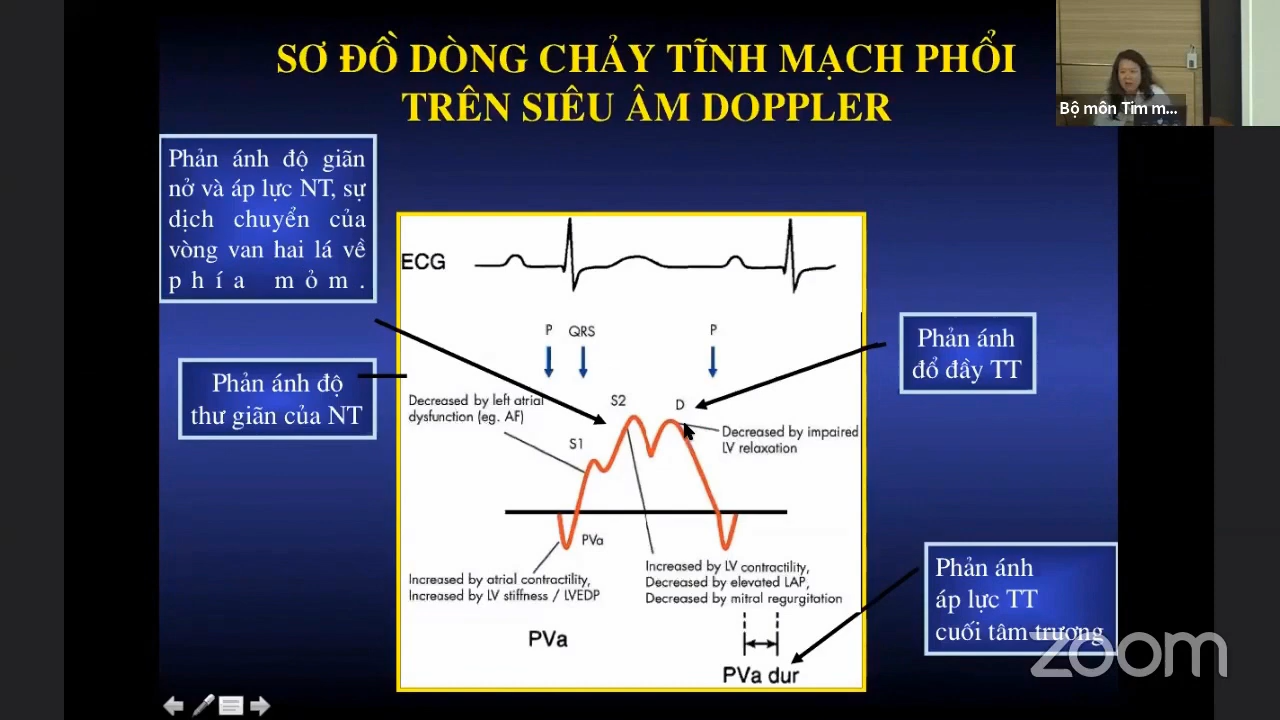 SƠ ĐỒ DÒNG CHẢY TĨNH MẠCH PHỔI
TRÊN SIÊU ÂM DOPPLER
Bộ môn Tim m...
Phản ánh độ giãn
nở và áp lực NT, sự
dịch chuyển của
vòng van hai lá về
phía mỏm.
Phản ánh độ
thư giãn của NT
ECG
P
QRS
P
Decreased by left atrial
dysfunction (eg. AF)
S1
S2
D
Decreased by impaired
LV relaxation
PVa
Increased by atrial contractility,
Increased by LV stiffness / LVEDP
Increased by LV contractility,
Decreased by elevated LAP,
Decreased by mitral regurgitation
PVa
PVa dur
Phản ánh
đổ đầy TT
Phản ánh
áp lực TT
cuối tâm trương
zoom